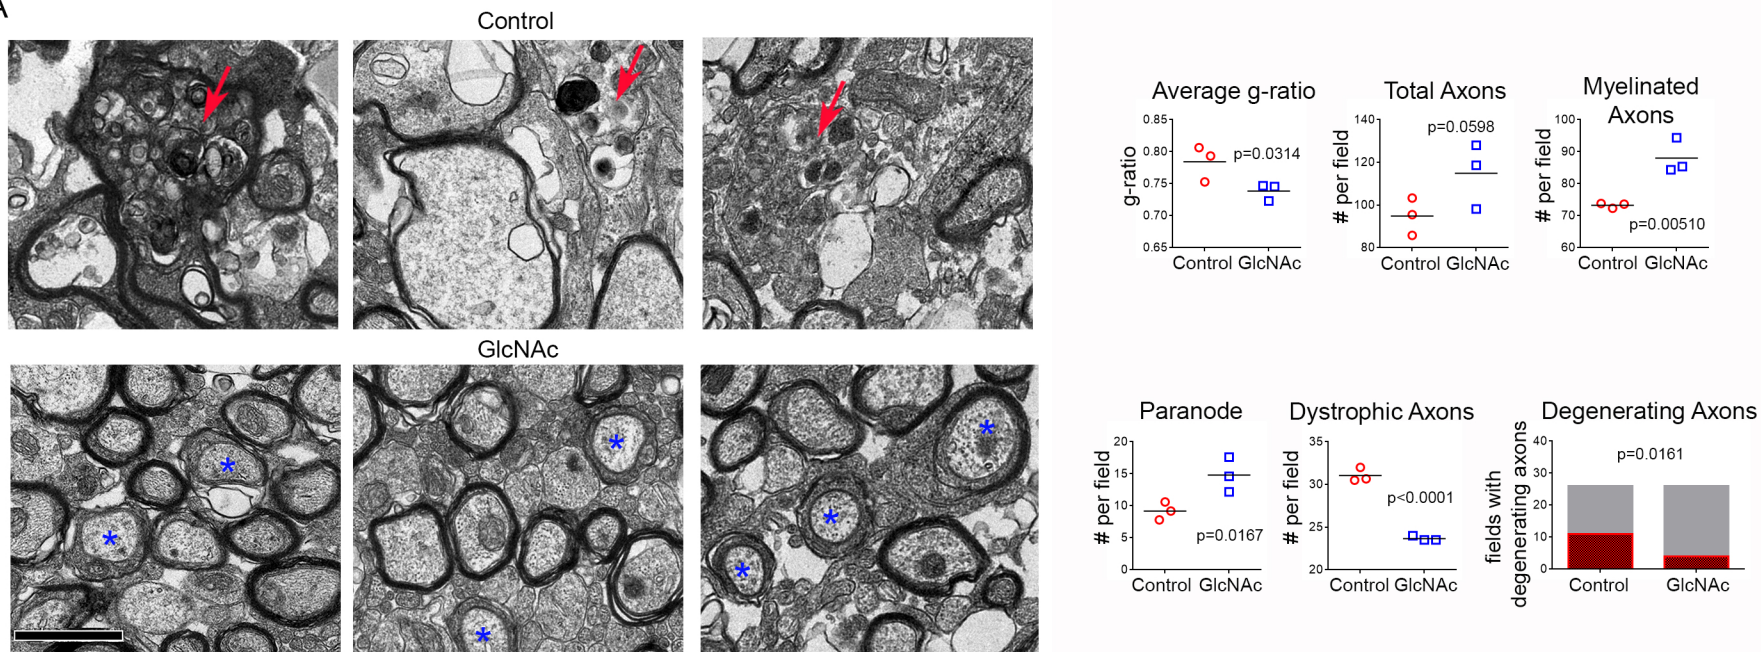 A
Control
GlcNAc
*
*
*
*
*
*
*
Average g-ratio
g-ratio
0.85
0.80
0.75
0.70
0.65
p=0.0314
Control GlcNAc
Total Axons
# per field
140
120
100
80
p=0.0598
Control GlcNAc
Myelinated
Axons
# per field
100
90
80
70
60
p=0.00510
Control GlcNAc
Paranode
# per field
20
15
10
5
0
p=0.0167
Control GlcNAc
Dystrophic Axons
# per field
35
30
25
20
p<0.0001
Control GlcNAc
Degenerating Axons
fields with
degenerating axons
40
30
20
10
0
p=0.0161
Control GlcNAc